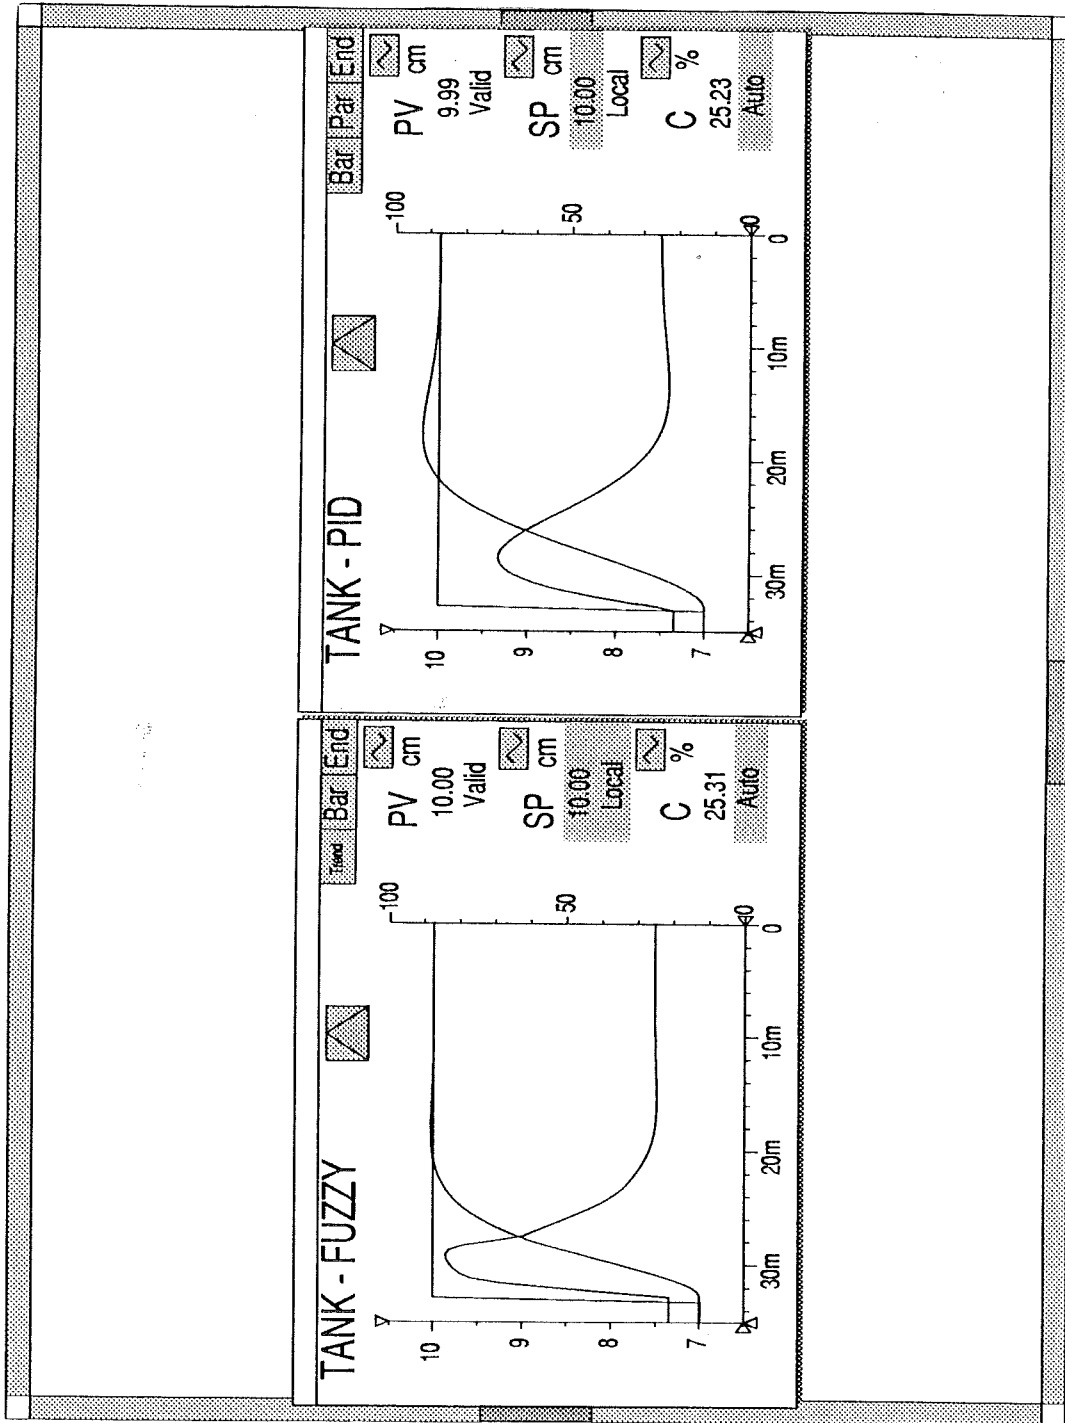 TANK - FUZZY
Trend Bar End
PV cm
10.00
Valid
SP cm
10.00
Local
C %
25.31
Auto
100
50
0
10
9
8
7
30m 20m 10m 0
TANK - PID
Bar Par End
PV cm
9.99
Valid
SP cm
10.00
Local
C %
25.23
Auto
100
50
0
10
9
8
7
30m 20m 10m 0